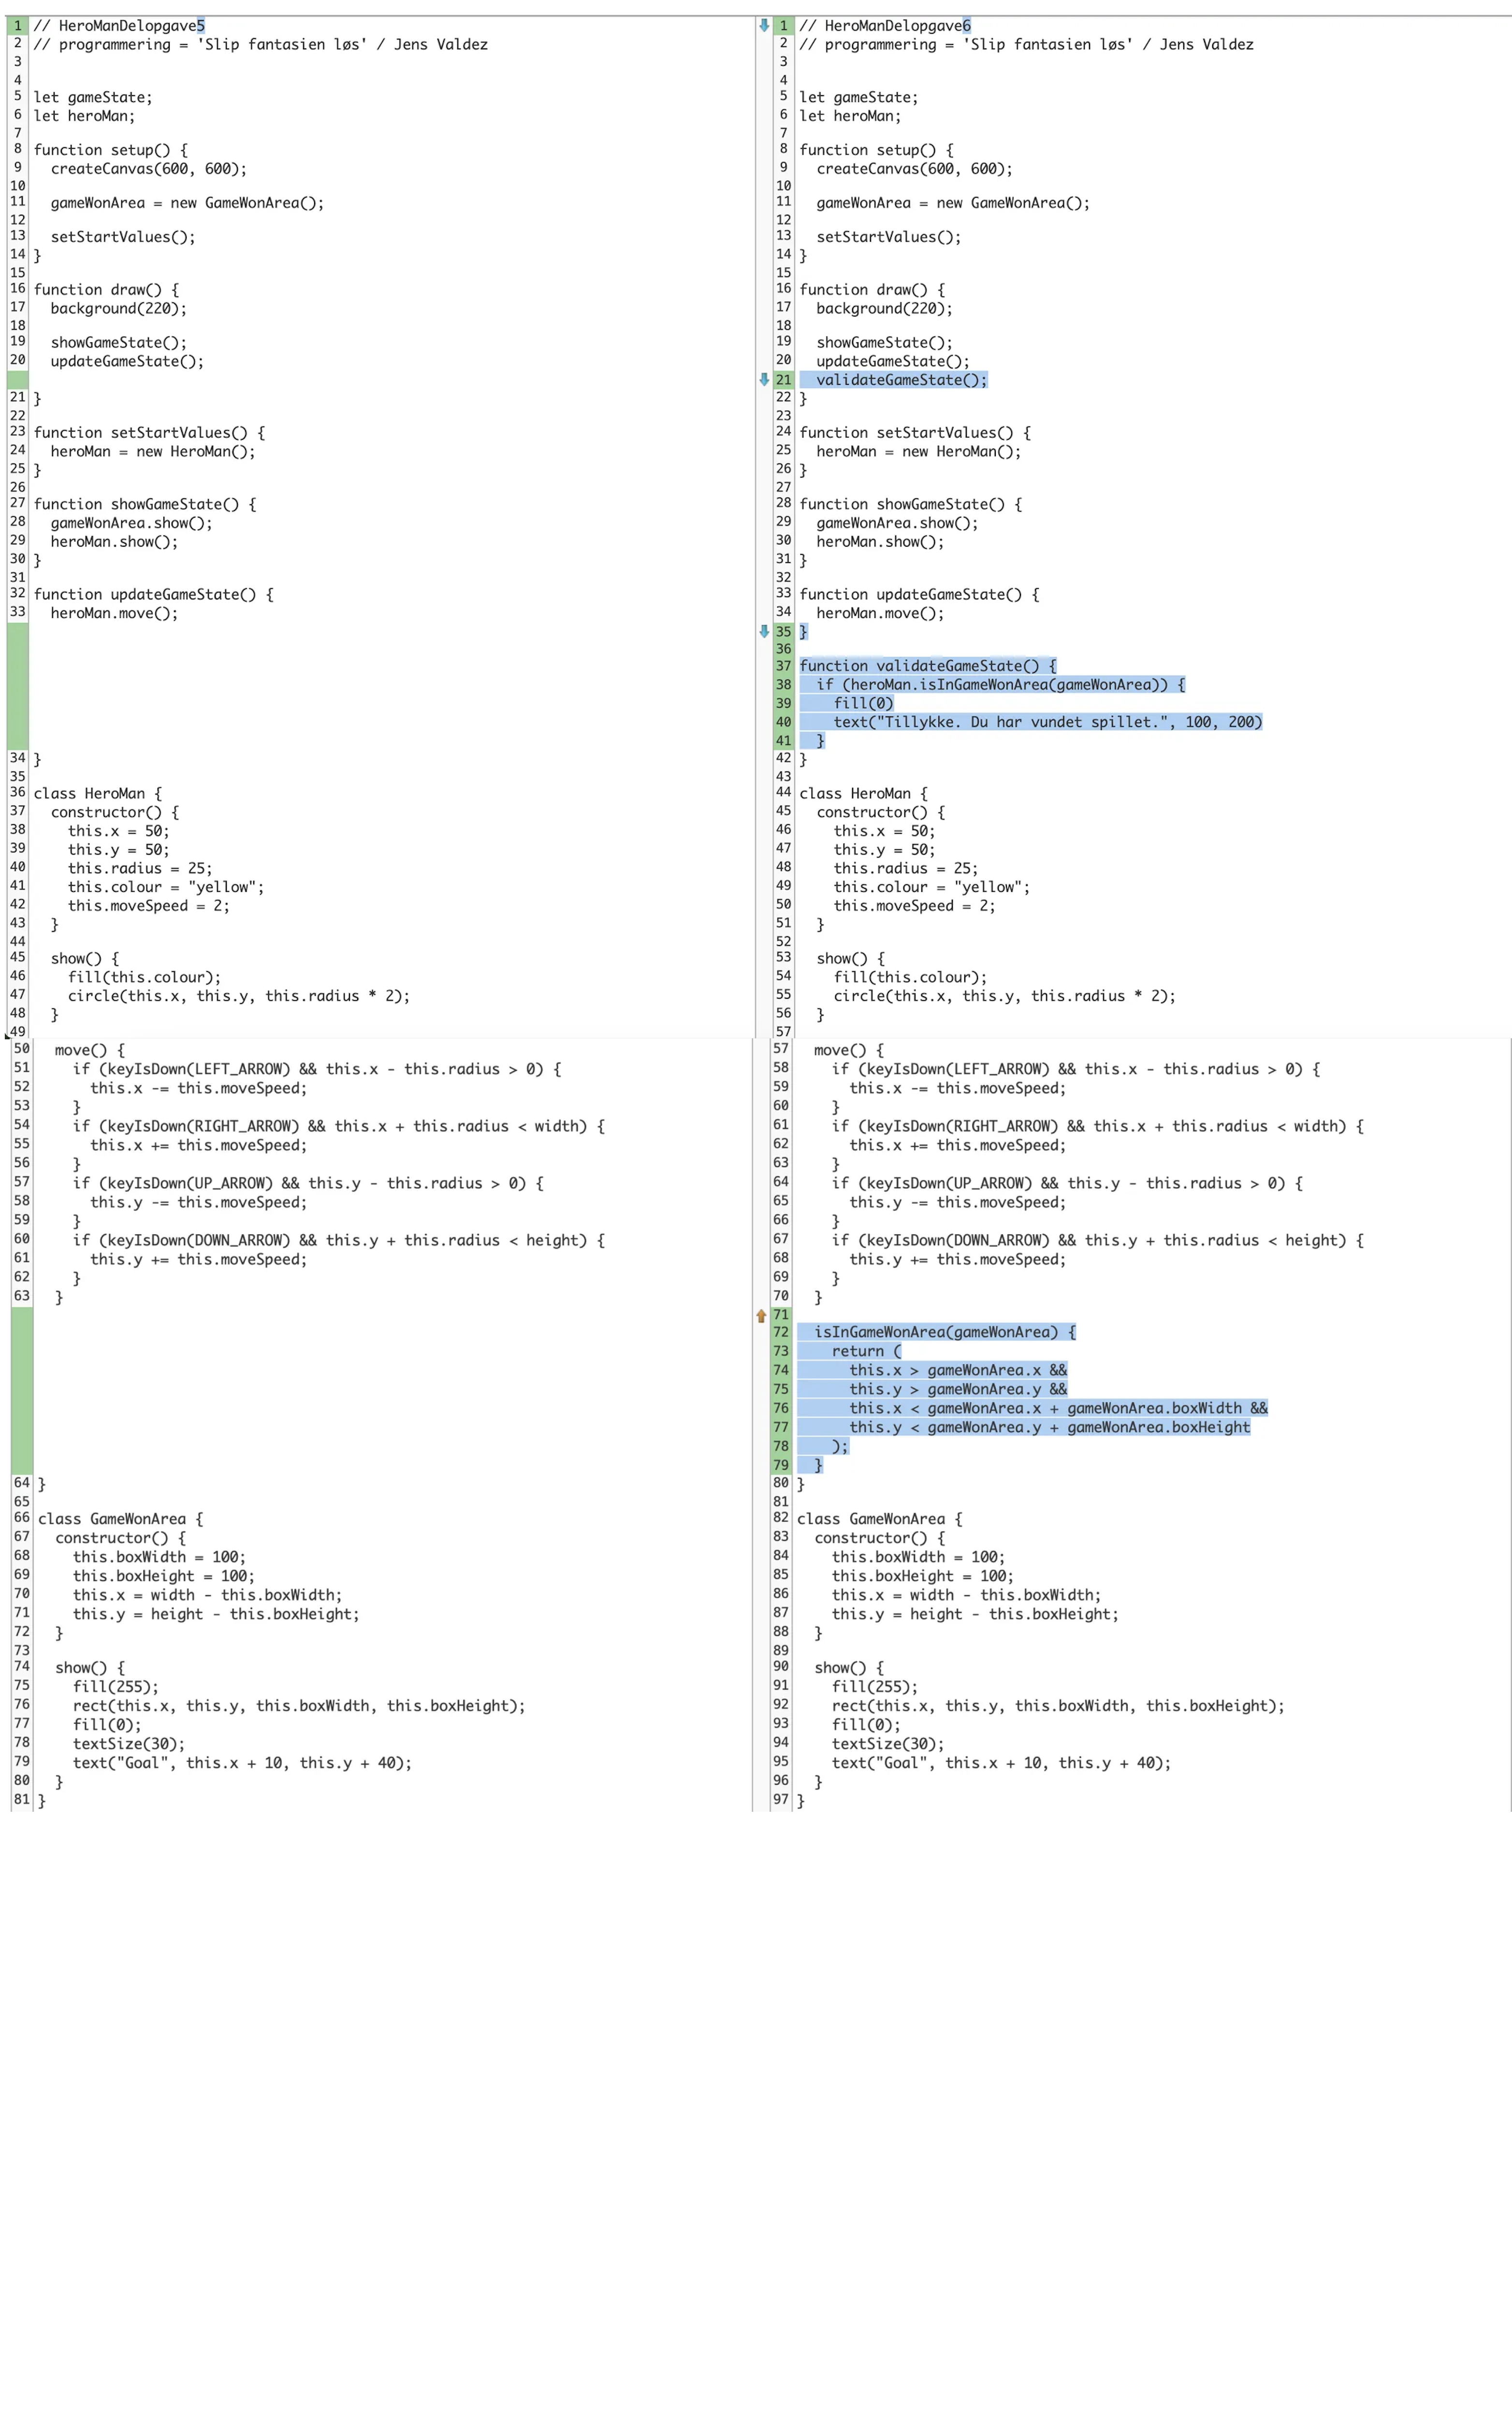 1 // HeroManDelopgave5
2 // programmering = 'Slip fantasien løs' / Jens Valdez
3
4
5 let gameState;
6 let heroMan;
7
8 function setup() {
9   createCanvas(600, 600);
10
11   gameWonArea = new GameWonArea();
12
13   setStartValues();
14 }
15
16 function draw() {
17   background(220);
18
19   showGameState();
20   updateGameState();
21 }
22
23 function setStartValues() {
24   heroMan = new HeroMan();
25 }
26
27 function showGameState() {
28   gameWonArea.show();
29   heroMan.show();
30 }
31
32 function updateGameState() {
33   heroMan.move();
34 }
35
36 class HeroMan {
37   constructor() {
38     this.x = 50;
39     this.y = 50;
40     this.radius = 25;
41     this.colour = "yellow";
42     this.moveSpeed = 2;
43   }
44
45   show() {
46     fill(this.colour);
47     circle(this.x, this.y, this.radius * 2);
48   }
49
50   move() {
51     if (keyIsDown(LEFT_ARROW) && this.x - this.radius > 0) {
52       this.x -= this.moveSpeed;
53     }
54     if (keyIsDown(RIGHT_ARROW) && this.x + this.radius < width) {
55       this.x += this.moveSpeed;
56     }
57     if (keyIsDown(UP_ARROW) && this.y - this.radius > 0) {
58       this.y -= this.moveSpeed;
59     }
60     if (keyIsDown(DOWN_ARROW) && this.y + this.radius < height) {
61       this.y += this.moveSpeed;
62     }
63   }
64 }
65
66 class GameWonArea {
67   constructor() {
68     this.boxWidth = 100;
69     this.boxHeight = 100;
70     this.x = width - this.boxWidth;
71     this.y = height - this.boxHeight;
72   }
73
74   show() {
75     fill(255);
76     rect(this.x, this.y, this.boxWidth, this.boxHeight);
77     fill(0);
78     textSize(30);
79     text("Goal", this.x + 10, this.y + 40);
80   }
81 }
1 // HeroManDelopgave6
2 // programmering = 'Slip fantasien løs' / Jens Valdez
3
4
5 let gameState;
6 let heroMan;
7
8 function setup() {
9   createCanvas(600, 600);
10
11   gameWonArea = new GameWonArea();
12
13   setStartValues();
14 }
15
16 function draw() {
17   background(220);
18
19   showGameState();
20   updateGameState();
21   validateGameState();
22 }
23
24 function setStartValues() {
25   heroMan = new HeroMan();
26 }
27
28 function showGameState() {
29   gameWonArea.show();
30   heroMan.show();
31 }
32
33 function updateGameState() {
34   heroMan.move();
35 }
36
37 function validateGameState() {
38   if (heroMan.isInGameWonArea(gameWonArea)) {
39     fill(0)
40     text("Tillykke. Du har vundet spillet.", 100, 200)
41   }
42 }
43
44 class HeroMan {
45   constructor() {
46     this.x = 50;
47     this.y = 50;
48     this.radius = 25;
49     this.colour = "yellow";
50     this.moveSpeed = 2;
51   }
52
53   show() {
54     fill(this.colour);
55     circle(this.x, this.y, this.radius * 2);
56   }
57
57   move() {
58     if (keyIsDown(LEFT_ARROW) && this.x - this.radius > 0) {
59       this.x -= this.moveSpeed;
60     }
61     if (keyIsDown(RIGHT_ARROW) && this.x + this.radius < width) {
62       this.x += this.moveSpeed;
63     }
64     if (keyIsDown(UP_ARROW) && this.y - this.radius > 0) {
65       this.y -= this.moveSpeed;
66     }
67     if (keyIsDown(DOWN_ARROW) && this.y + this.radius < height) {
68       this.y += this.moveSpeed;
69     }
70   }
71
72   isInGameWonArea(gameWonArea) {
73     return (
74       this.x > gameWonArea.x &&
75       this.y > gameWonArea.y &&
76       this.x < gameWonArea.x + gameWonArea.boxWidth &&
77       this.y < gameWonArea.y + gameWonArea.boxHeight
78     );
79   }
80 }
81
82 class GameWonArea {
83   constructor() {
84     this.boxWidth = 100;
85     this.boxHeight = 100;
86     this.x = width - this.boxWidth;
87     this.y = height - this.boxHeight;
88   }
89
90   show() {
91     fill(255);
92     rect(this.x, this.y, this.boxWidth, this.boxHeight);
93     fill(0);
94     textSize(30);
95     text("Goal", this.x + 10, this.y + 40);
96   }
97 }